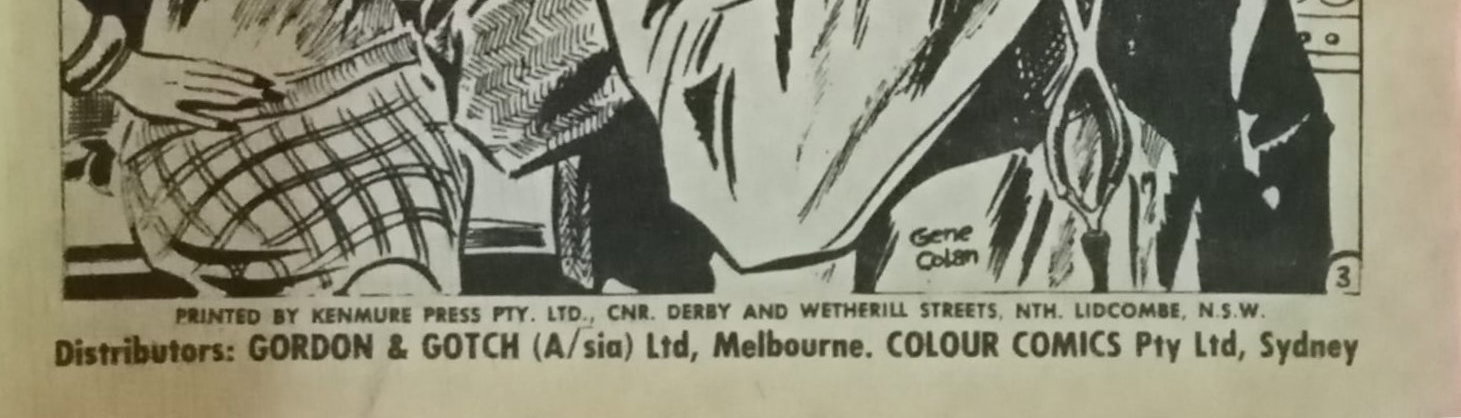 Gene
Colan
3
PRINTED BY KENMURE PRESS PTY. LTD., CNR. DERBY AND WETHERILL STREETS, NTH. LIDCOMBE, N.S.W.
Distributors: GORDON & GOTCH (A/sia) Ltd, Melbourne. COLOUR COMICS Pty Ltd, Sydney